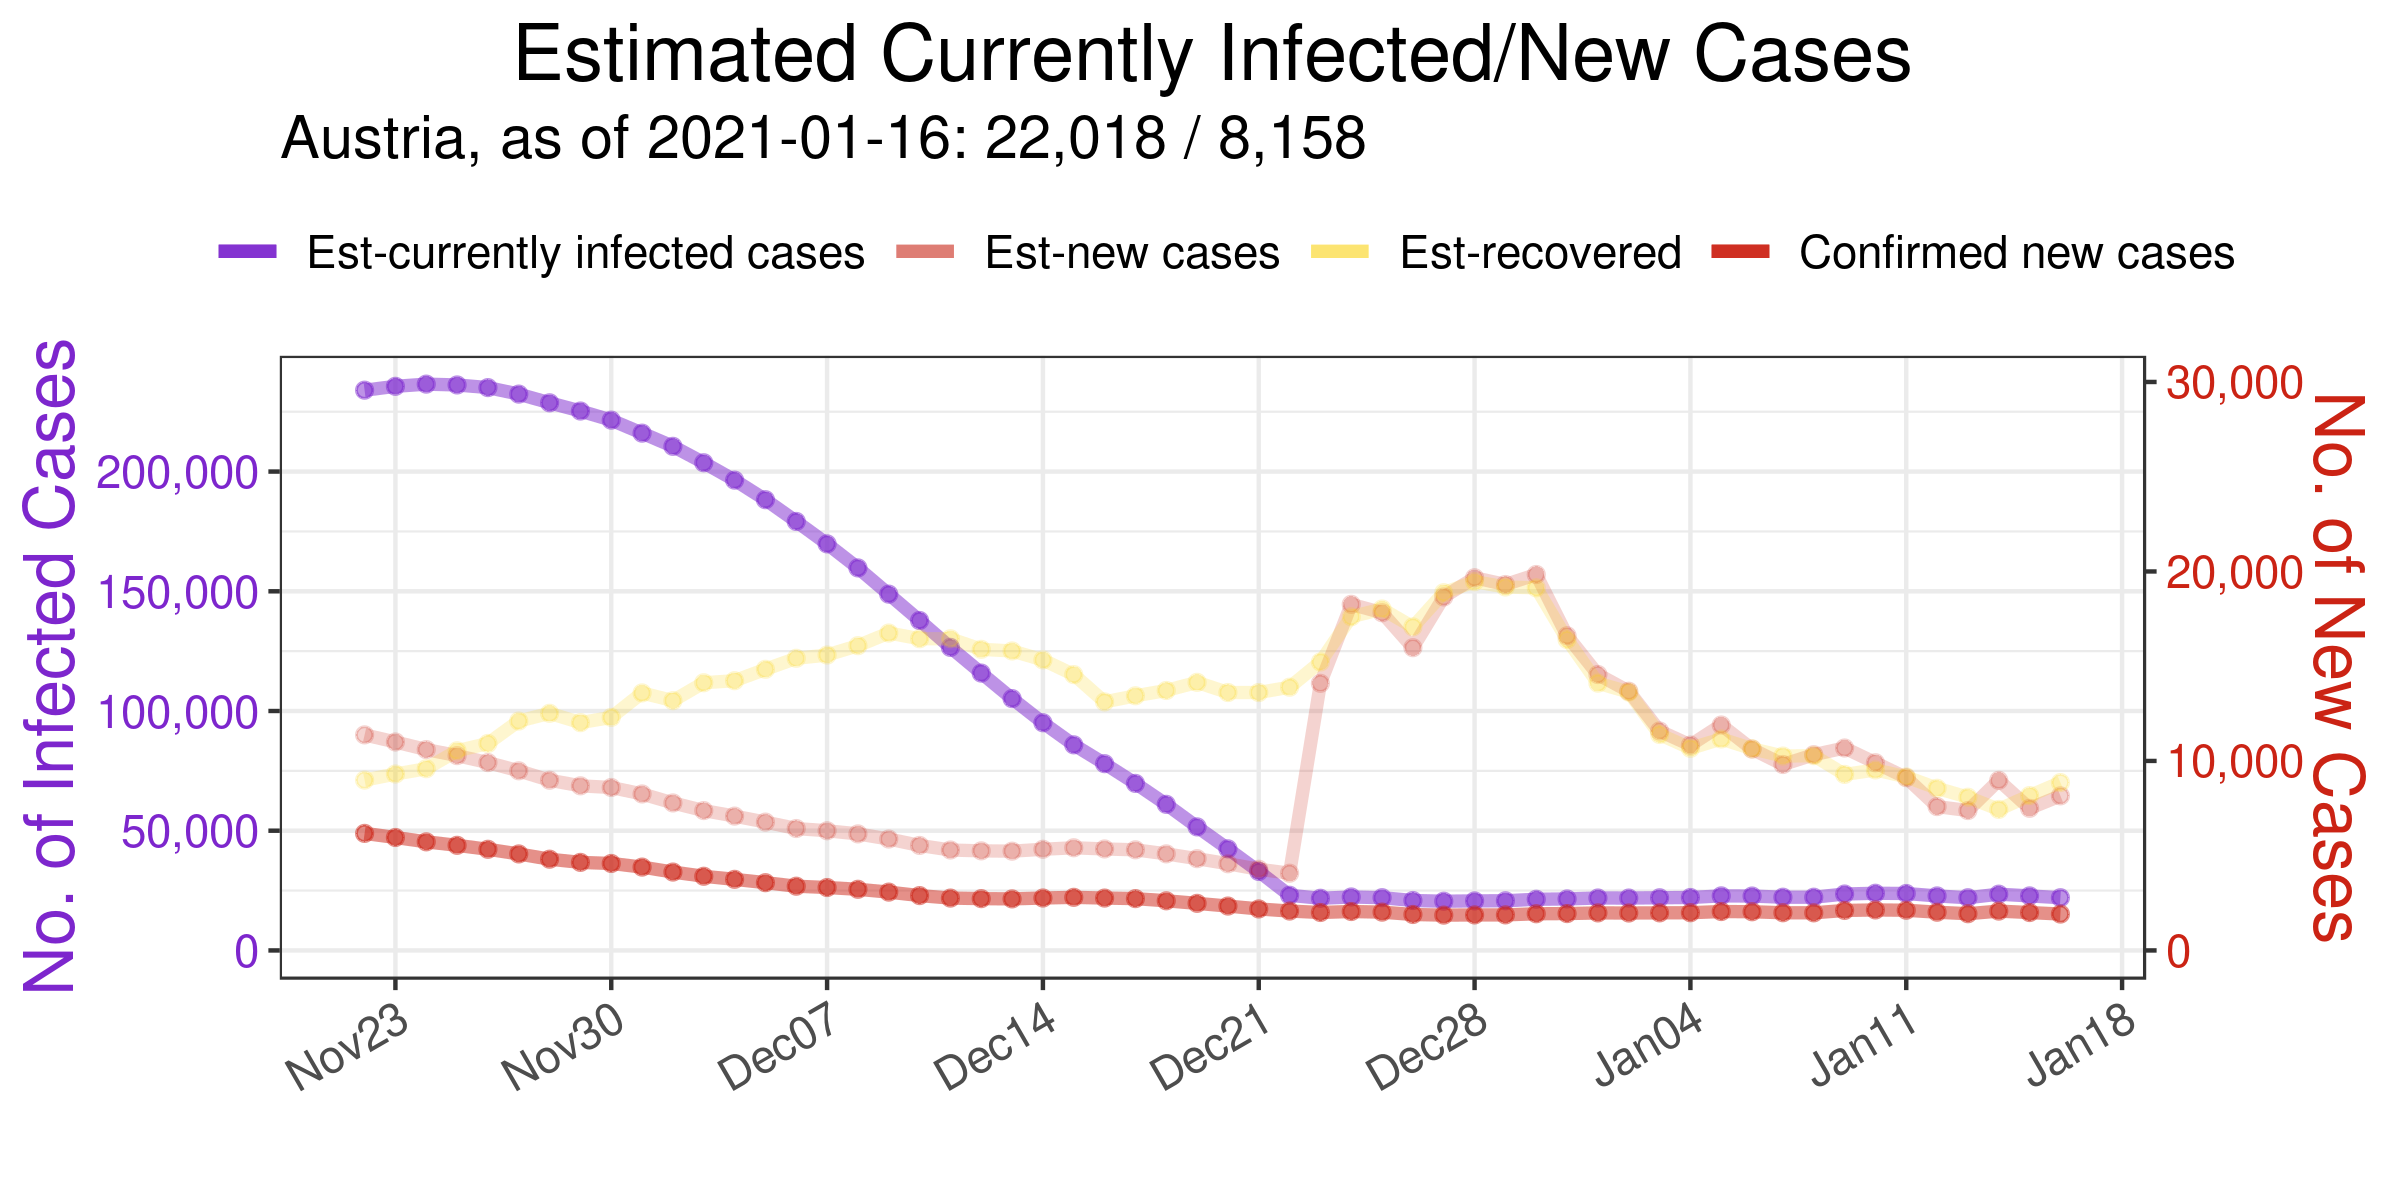 Estimated Currently Infected/New Cases
Austria, as of 2021-01-16: 22,018 / 8,158
Est-currently infected cases
Est-new cases
Est-recovered
Confirmed new cases
No. of Infected Cases
200,000
150,000
100,000
50,000
0
30,000
20,000
10,000
0
No. of New Cases
Nov23
Nov30
Dec07
Dec14
Dec21
Dec28
Jan04
Jan11
Jan18